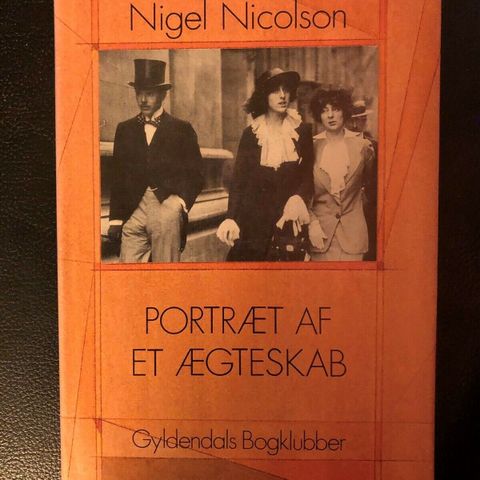 Nigel Nicolson
PORTRÆT AF
ET ÆGTESKAB
Gyldendals Bogklubber